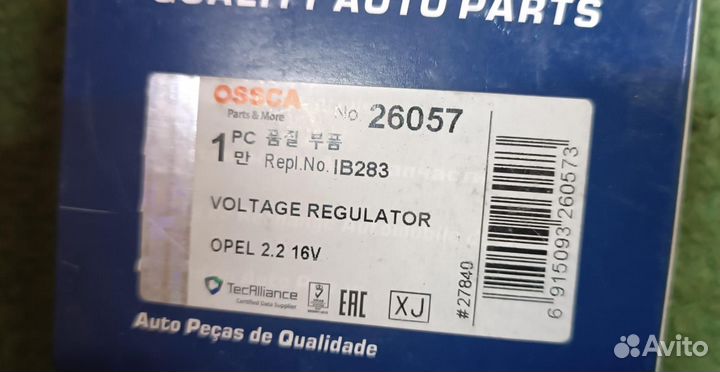 QUALITY AUTO PARTS
OSSCA
Parts & More
No. 26057
1 PC 품질 부품
만 Repl.No. IB283
VOLTAGE REGULATOR
OPEL 2.2 16V
TecAlliance
Certified Data Supplier
EAC
XJ
#27840
6 915093 260573
Auto Peças de Qualidade
Avito